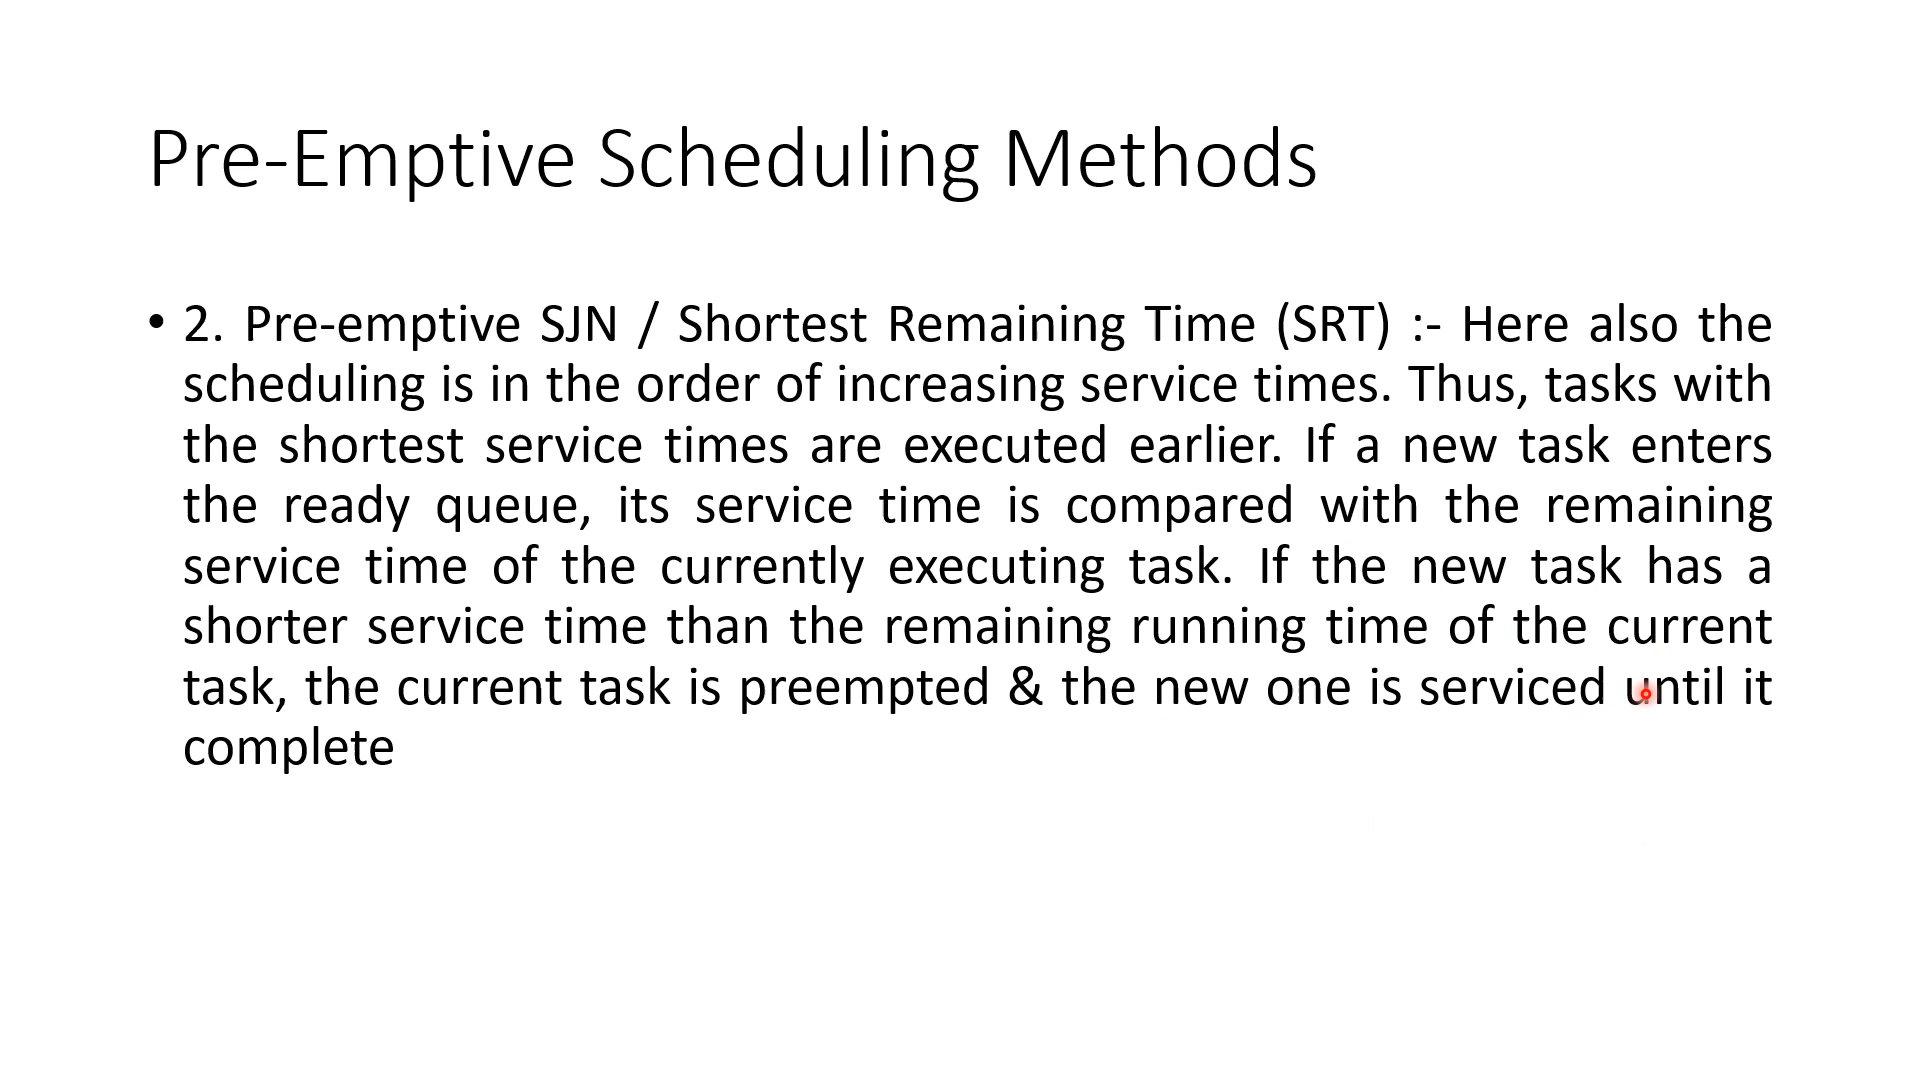 Pre-Emptive Scheduling Methods
• 2. Pre-emptive SJN / Shortest Remaining Time (SRT) :- Here also the
scheduling is in the order of increasing service times. Thus, tasks with
the shortest service times are executed earlier. If a new task enters
the ready queue, its service time is compared with the remaining
service time of the currently executing task. If the new task has a
shorter service time than the remaining running time of the current
task, the current task is preempted & the new one is serviced until it
complete